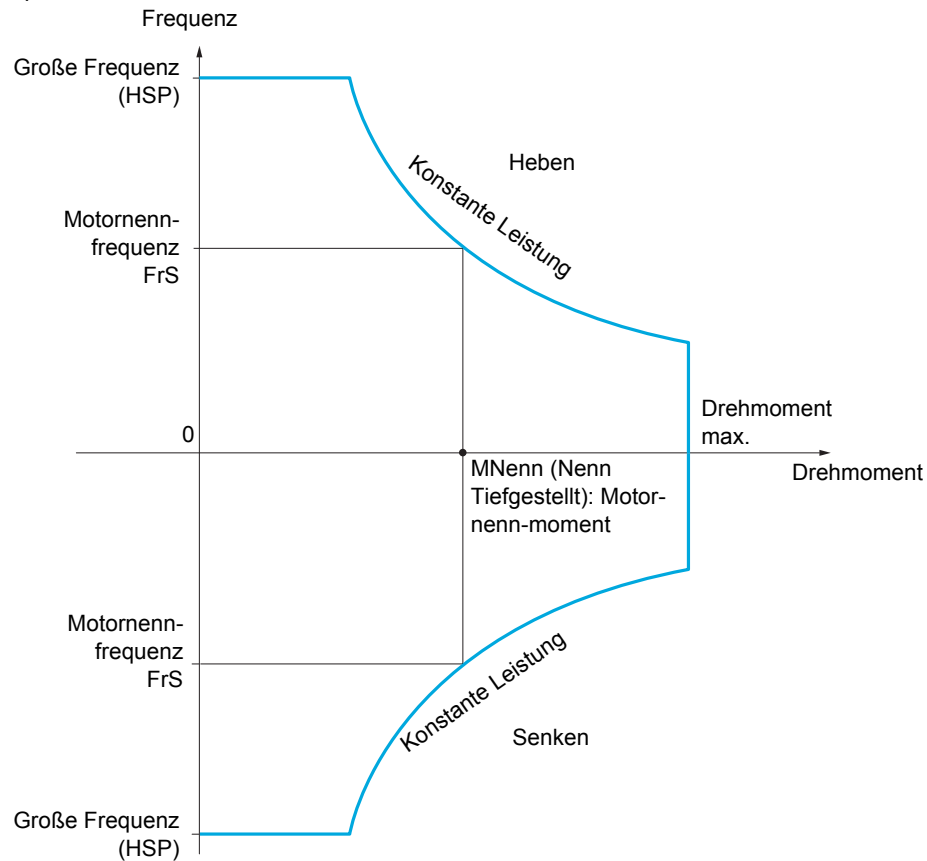 Frequenz
Große Frequenz
(HSP)
Konstante Leistung
Heben
Motornenn-
frequenz
FrS
Drehmoment
max.
0
Drehmoment
MNenn (Nenn
Tiefgestellt): Motor-
nenn-moment
Motornenn-
frequenz
FrS
Konstante Leistung
Senken
Große Frequenz
(HSP)